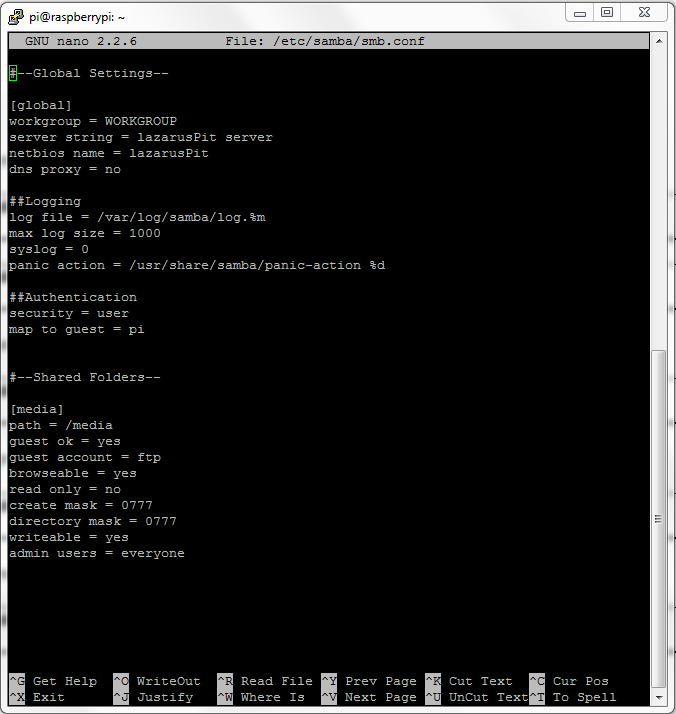 pi@raspberrypi: ~
GNU nano 2.2.6 File: /etc/samba/smb.conf
#--Global Settings--
[global]
workgroup = WORKGROUP
server string = lazarusPit server
netbios name = lazarusPit
dns proxy = no
##Logging
log file = /var/log/samba/log.%m
max log size = 1000
syslog = 0
panic action = /usr/share/samba/panic-action %d
##Authentication
security = user
map to guest = pi
#--Shared Folders--
[media]
path = /media
guest ok = yes
guest account = ftp
browseable = yes
read only = no
create mask = 0777
directory mask = 0777
writeable = yes
admin users = everyone
^G Get Help ^O WriteOut ^R Read File ^Y Prev Page ^K Cut Text ^C Cur Pos
^X Exit ^J Justify ^W Where Is ^V Next Page ^U UnCut Text ^T To Spell